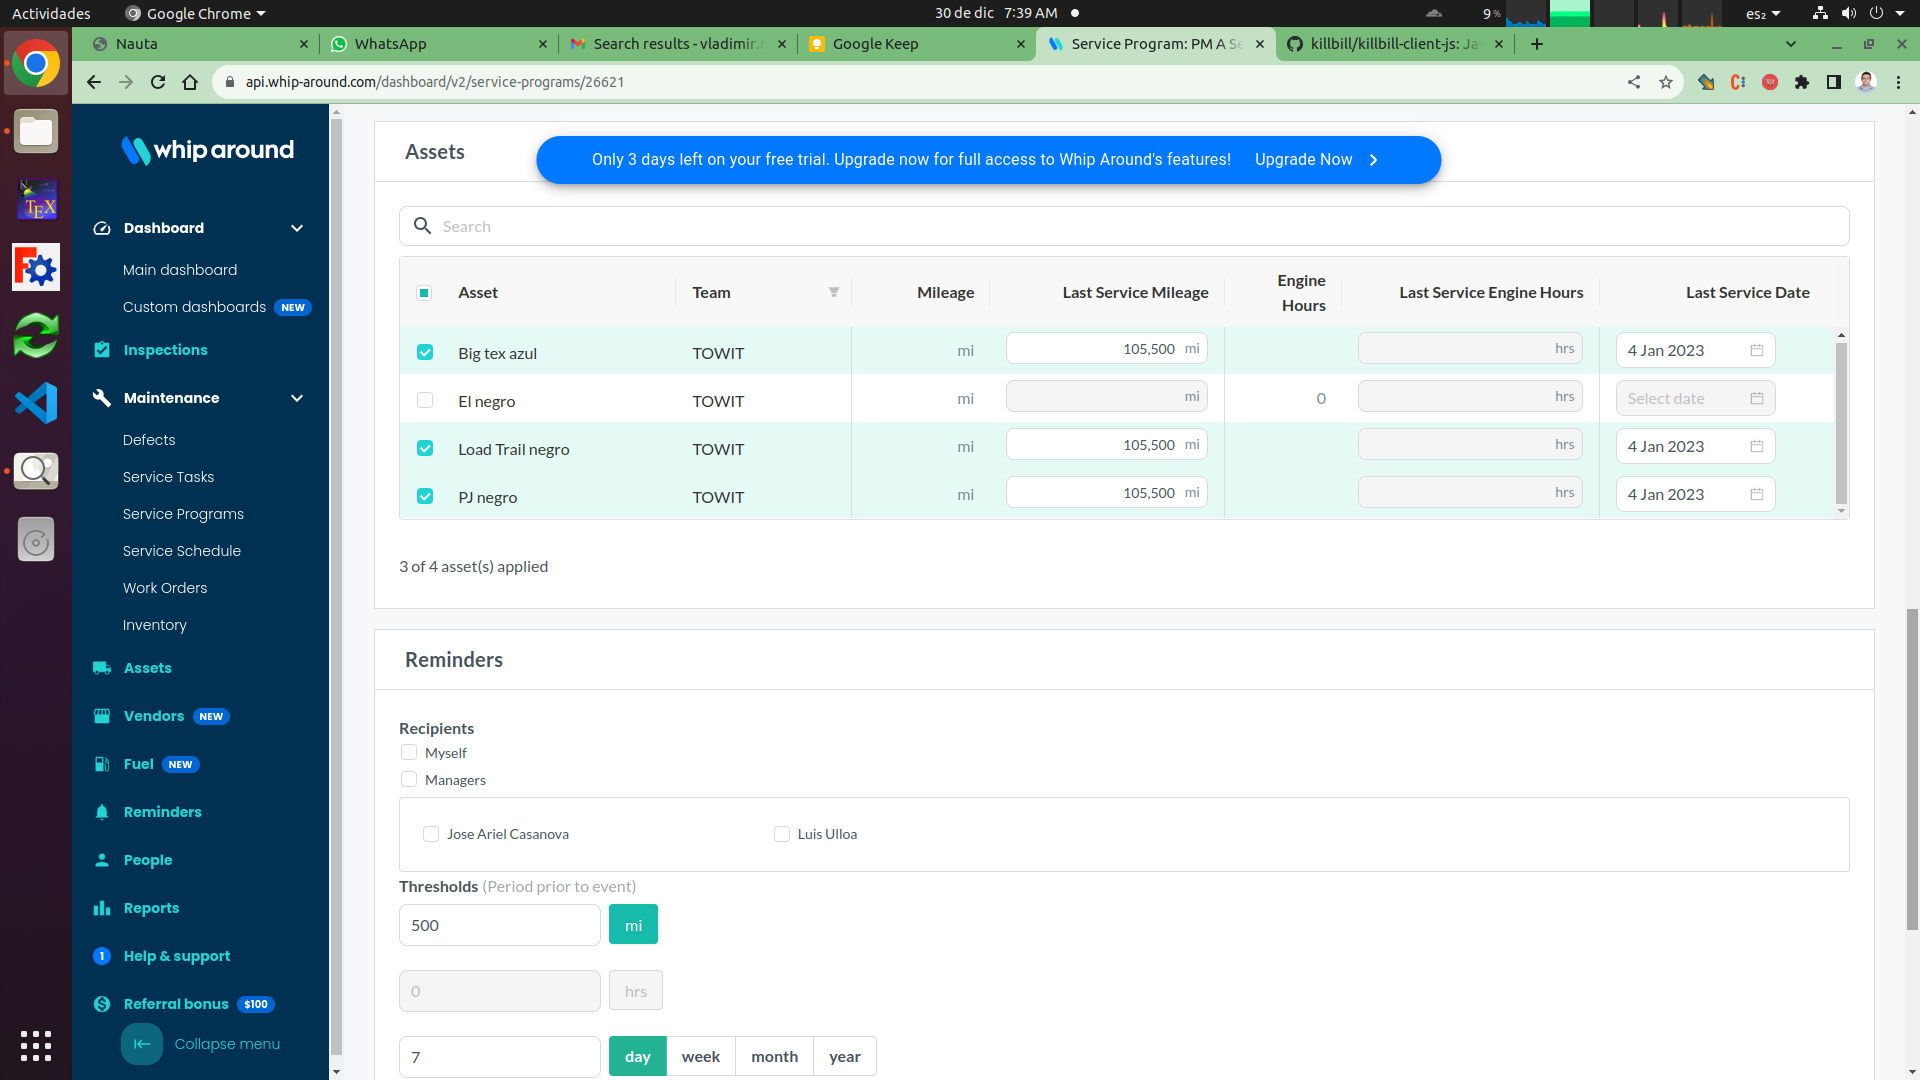 Actividades
Google Chrome
30 de dic 7:39 AM
9 %
es₂
Nauta
WhatsApp
Search results - vladimir.r
Google Keep
Service Program: PM A Se
killbill/killbill-client-js: Ja
api.whip-around.com/dashboard/v2/service-programs/26621
whip around
Dashboard
Main dashboard
Custom dashboards NEW
Inspections
Maintenance
Defects
Service Tasks
Service Programs
Service Schedule
Work Orders
Inventory
Assets
Vendors NEW
Fuel NEW
Reminders
People
Reports
1 Help & support
Referral bonus $100
Collapse menu
Assets
Only 3 days left on your free trial. Upgrade now for full access to Whip Around's features! Upgrade Now
Search
Asset Team Mileage Last Service Mileage Engine Hours Last Service Engine Hours Last Service Date
Big tex azul TOWIT mi 105,500 mi hrs 4 Jan 2023
El negro TOWIT mi mi 0 hrs Select date
Load Trail negro TOWIT mi 105,500 mi hrs 4 Jan 2023
PJ negro TOWIT mi 105,500 mi hrs 4 Jan 2023
3 of 4 asset(s) applied
Reminders
Recipients
Myself
Managers
Jose Ariel Casanova Luis Ulloa
Thresholds (Period prior to event)
500 mi
0 hrs
7 day week month year
TEX